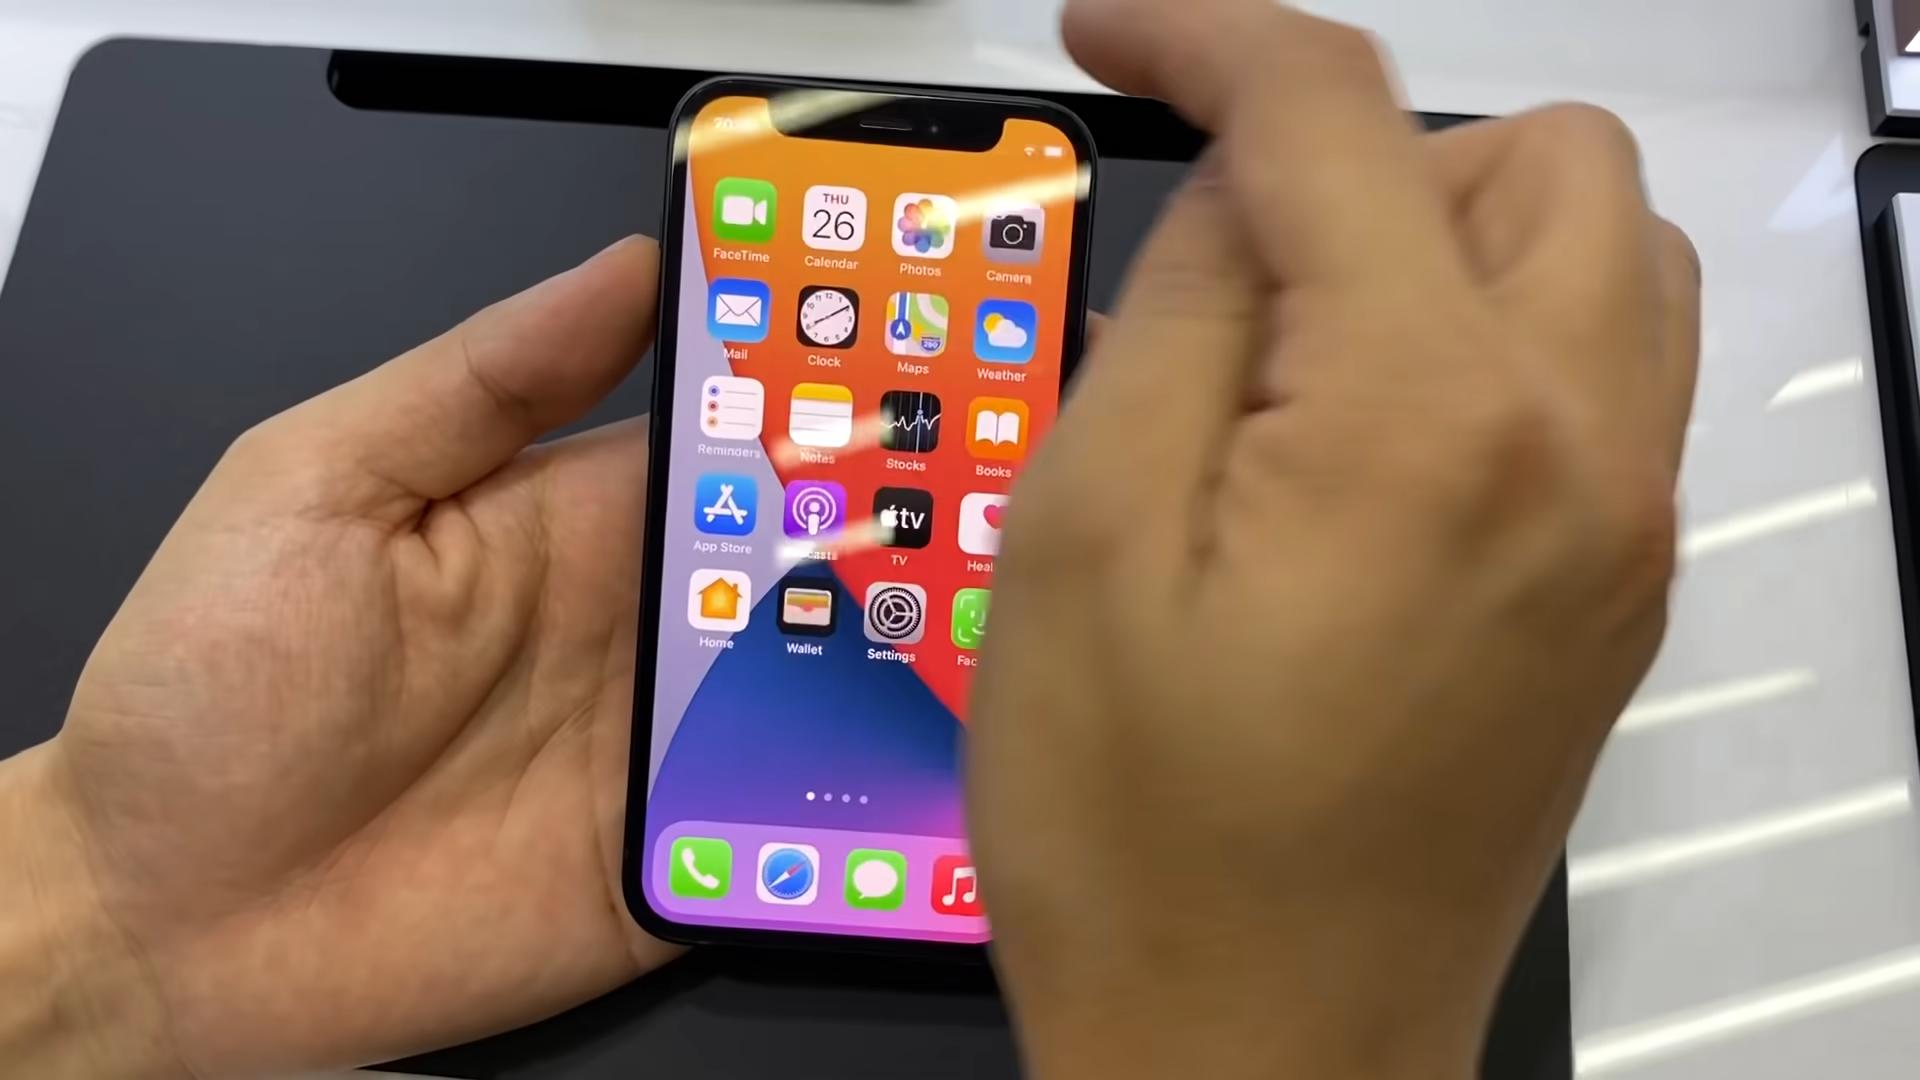 THU
26
FaceTime
Calendar
Photos
Camera
Mail
Clock
Maps
Weather
280
Reminders
Notes
Stocks
Books
App Store
tv
TV
Home
Wallet
Settings